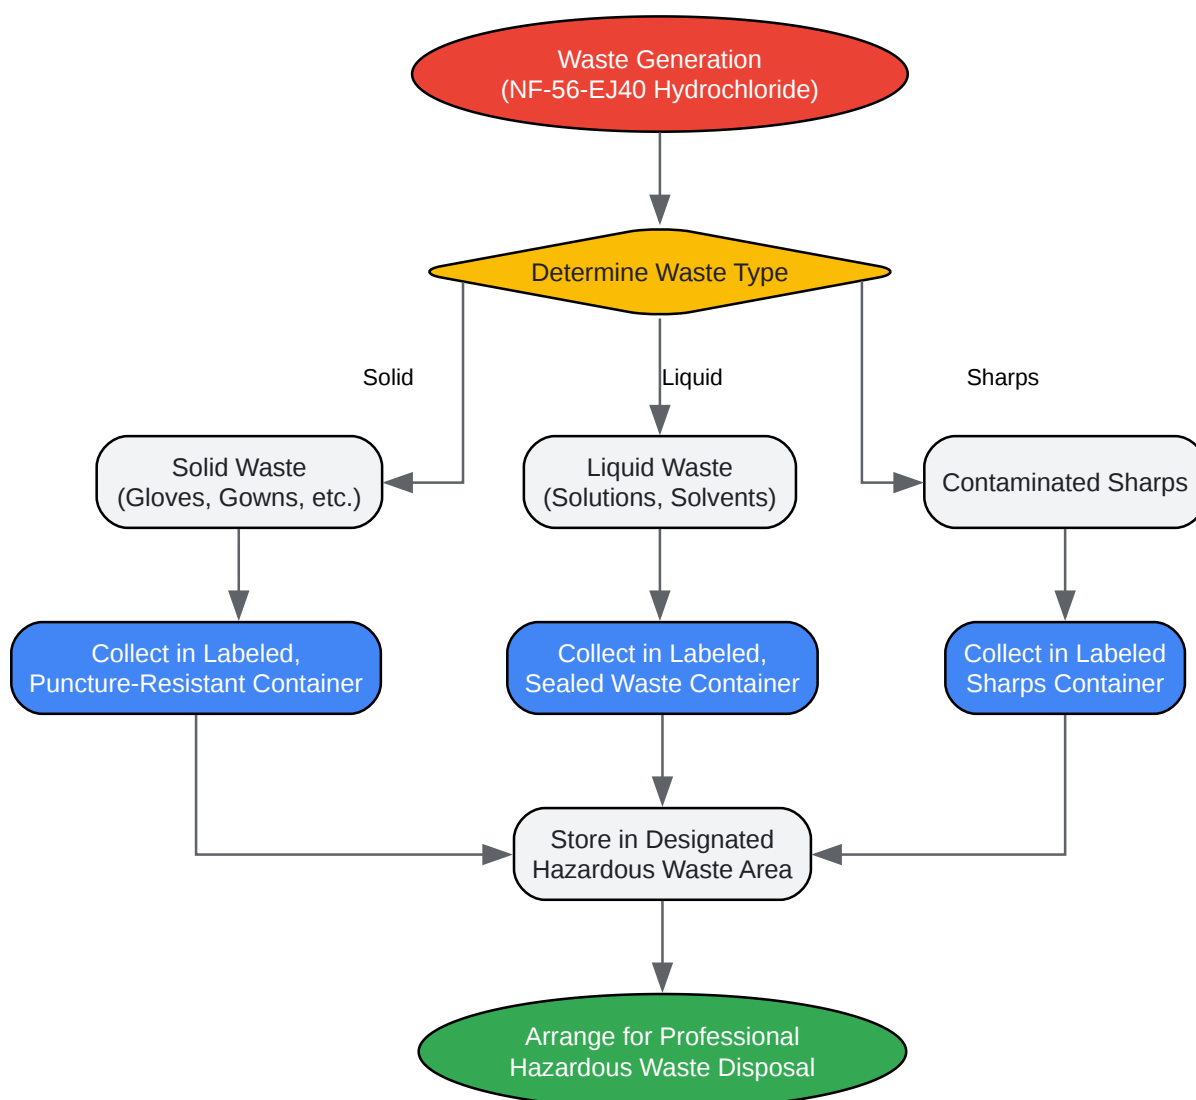 Waste Generation
(NF-56-EJ40 Hydrochloride)
Determine Waste Type
Solid
Liquid
Sharps
Solid Waste
(Gloves, Gowns, etc.)
Liquid Waste
(Solutions, Solvents)
Contaminated Sharps
Collect in Labeled,
Puncture-Resistant Container
Collect in Labeled,
Sealed Waste Container
Collect in Labeled
Sharps Container
Store in Designated
Hazardous Waste Area
Arrange for Professional
Hazardous Waste Disposal